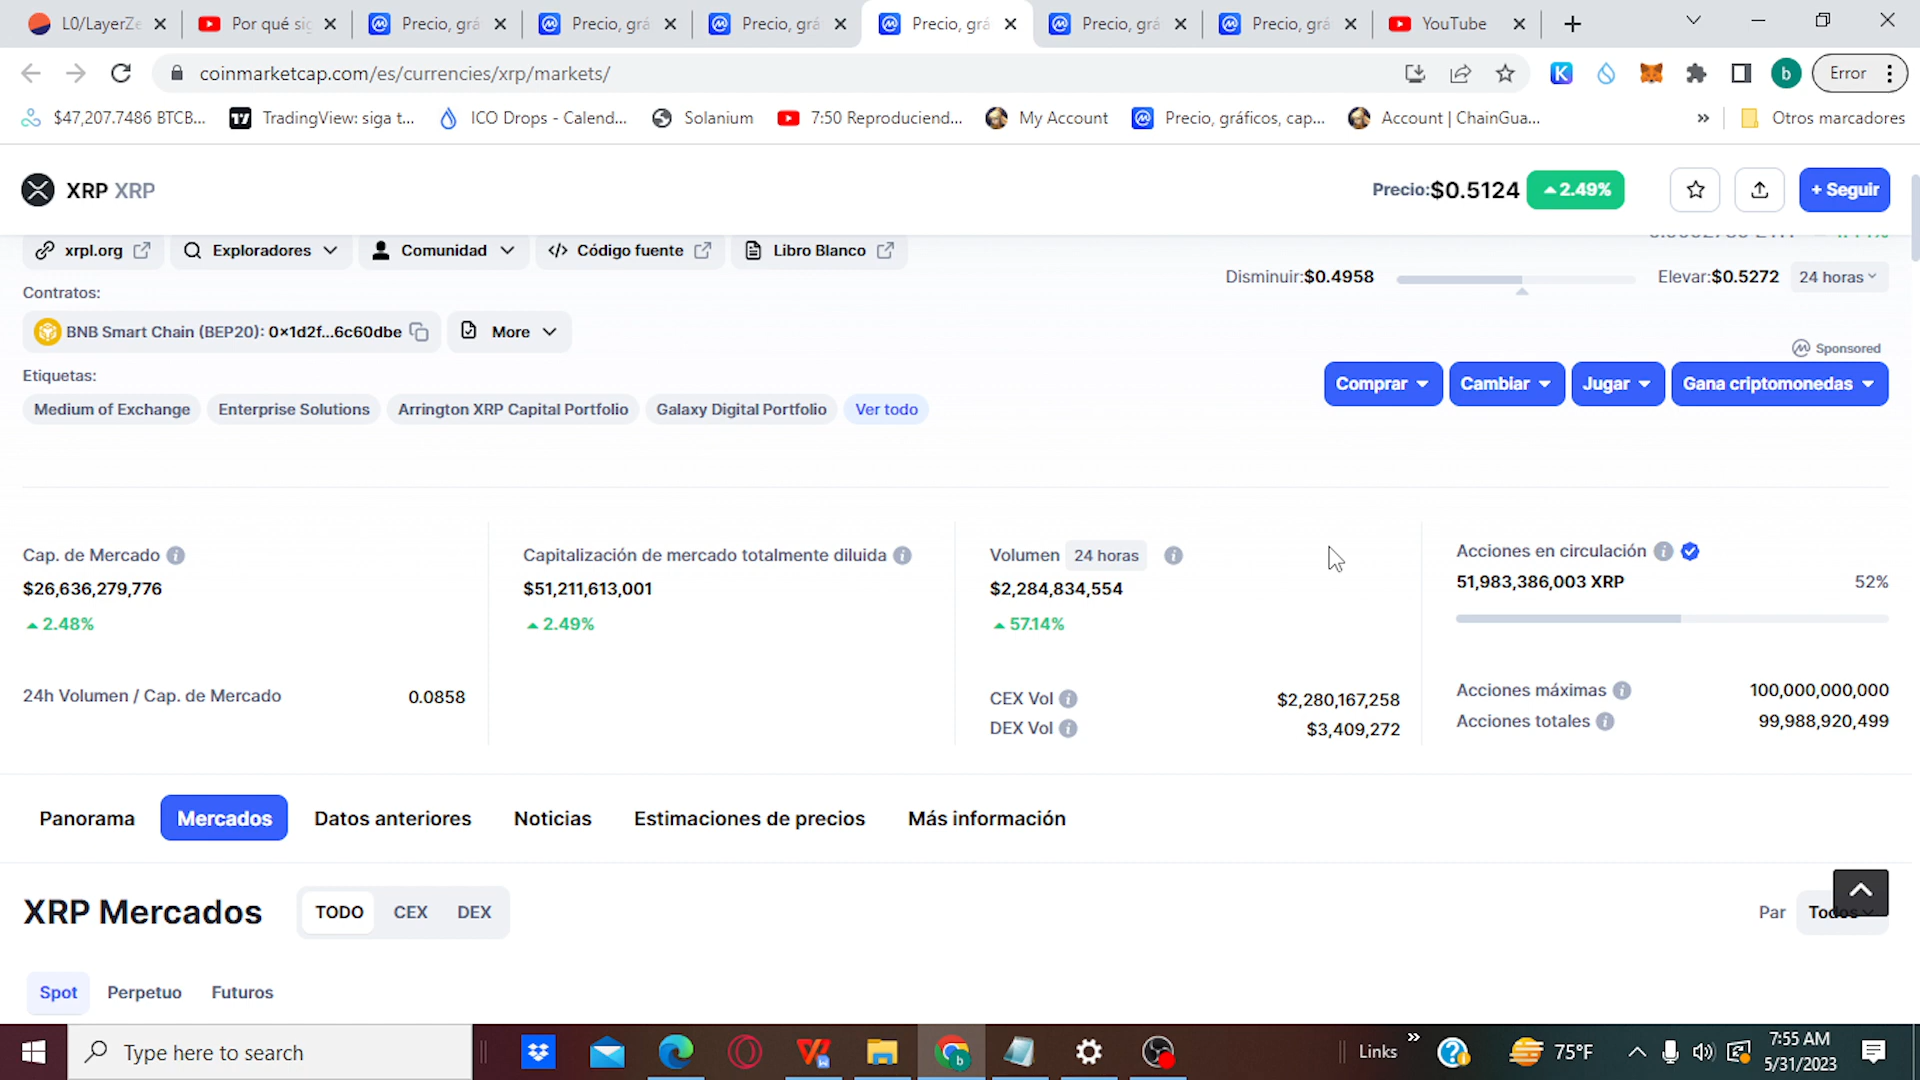 L0/LayerZe
Por qué sig
Precio, grá
Precio, grá
Precio, grá
Precio, grá
Precio, grá
Precio, grá
YouTube
coinmarketcap.com/es/currencies/xrp/markets/
b
Error
$47,207.7486 BTCB...
TradingView: siga t...
ICO Drops - Calend...
Solanium
7:50 Reproduciend...
My Account
Precio, gráficos, cap...
Account | ChainGua...
»
Otros marcadores
XRP XRP
Precio:$0.5124
2.49%
+ Seguir
xrpl.org
Exploradores
Comunidad
Código fuente
Libro Blanco
Contratos:
Dismuir:$0.4958
Elevar:$0.5272
24 horas
BNB Smart Chain (BEP20): 0x1d2f...6c60dbe
More
Sponsored
Etiquetas:
Comprar
Cambiar
Jugar
Gana criptomonedas
Medium of Exchange
Enterprise Solutions
Arrington XRP Capital Portfolio
Galaxy Digital Portfolio
Ver todo
Cap. de Mercado
$26,636,279,776
2.48%
24h Volumen / Cap. de Mercado
0.0858
Capitalización de mercado totalmente diluida
$51,211,613,001
2.49%
Volumen 24 horas
$2,284,834,554
57.14%
CEX Vol
$2,280,167,258
DEX Vol
$3,409,272
Acciones en circulación
51,983,386,003 XRP
52%
Acciones máximas
100,000,000,000
Acciones totales
99,988,920,499
Panorama
Mercados
Datos anteriores
Noticias
Estimaciones de precios
Más información
XRP Mercados
TODO
CEX
DEX
Par
Todos
Spot
Perpetuo
Futuros
Type here to search
Links
»
75°F
7:55 AM
5/31/2023